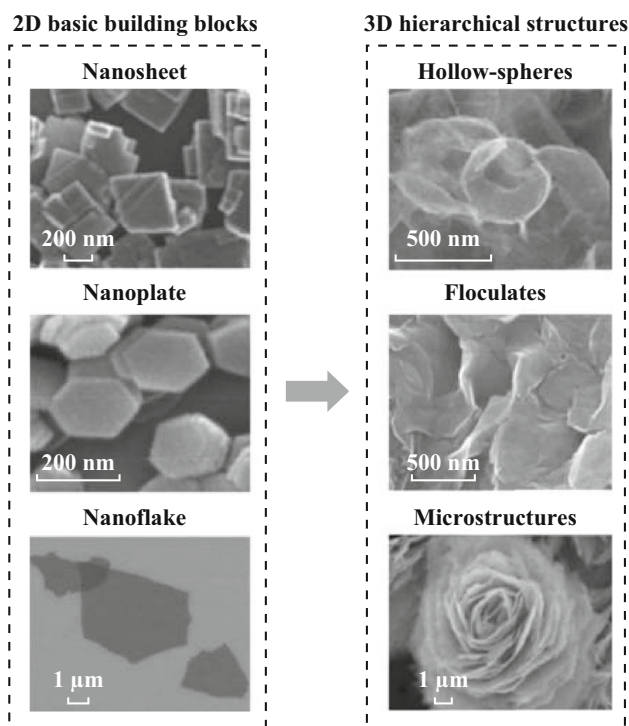 2D basic building blocks
Nanosheet
200 nm
Nanoplate
200 nm
Nanoflake
1 μm
3D hierarchical structures
Hollow-spheres
500 nm
Floculates
500 nm
Microstructures
1 μm